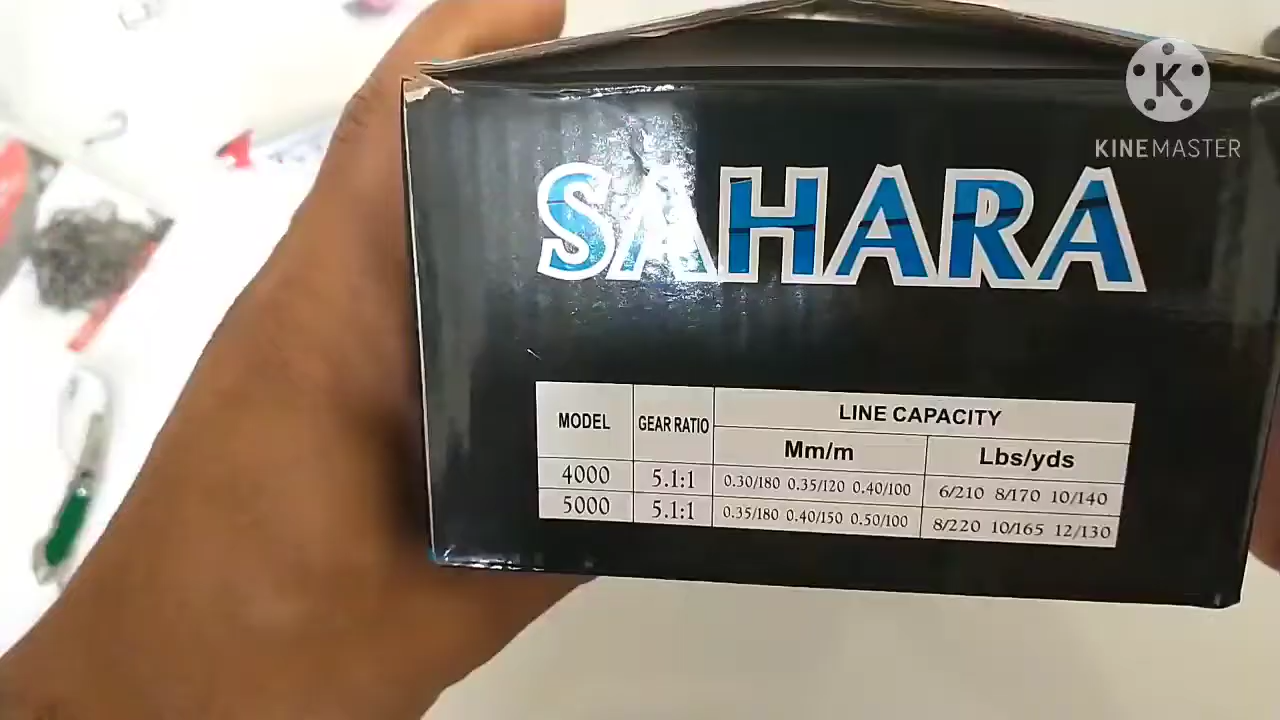 K
KINEMASTER
SAHARA
MODEL GEAR RATIO LINE CAPACITY
Mm/m Lbs/yds
4000 5.1:1 0.30/180 0.35/120 0.40/100 6/210 8/170 10/140
5000 5.1:1 0.35/180 0.40/150 0.50/100 8/220 10/165 12/130